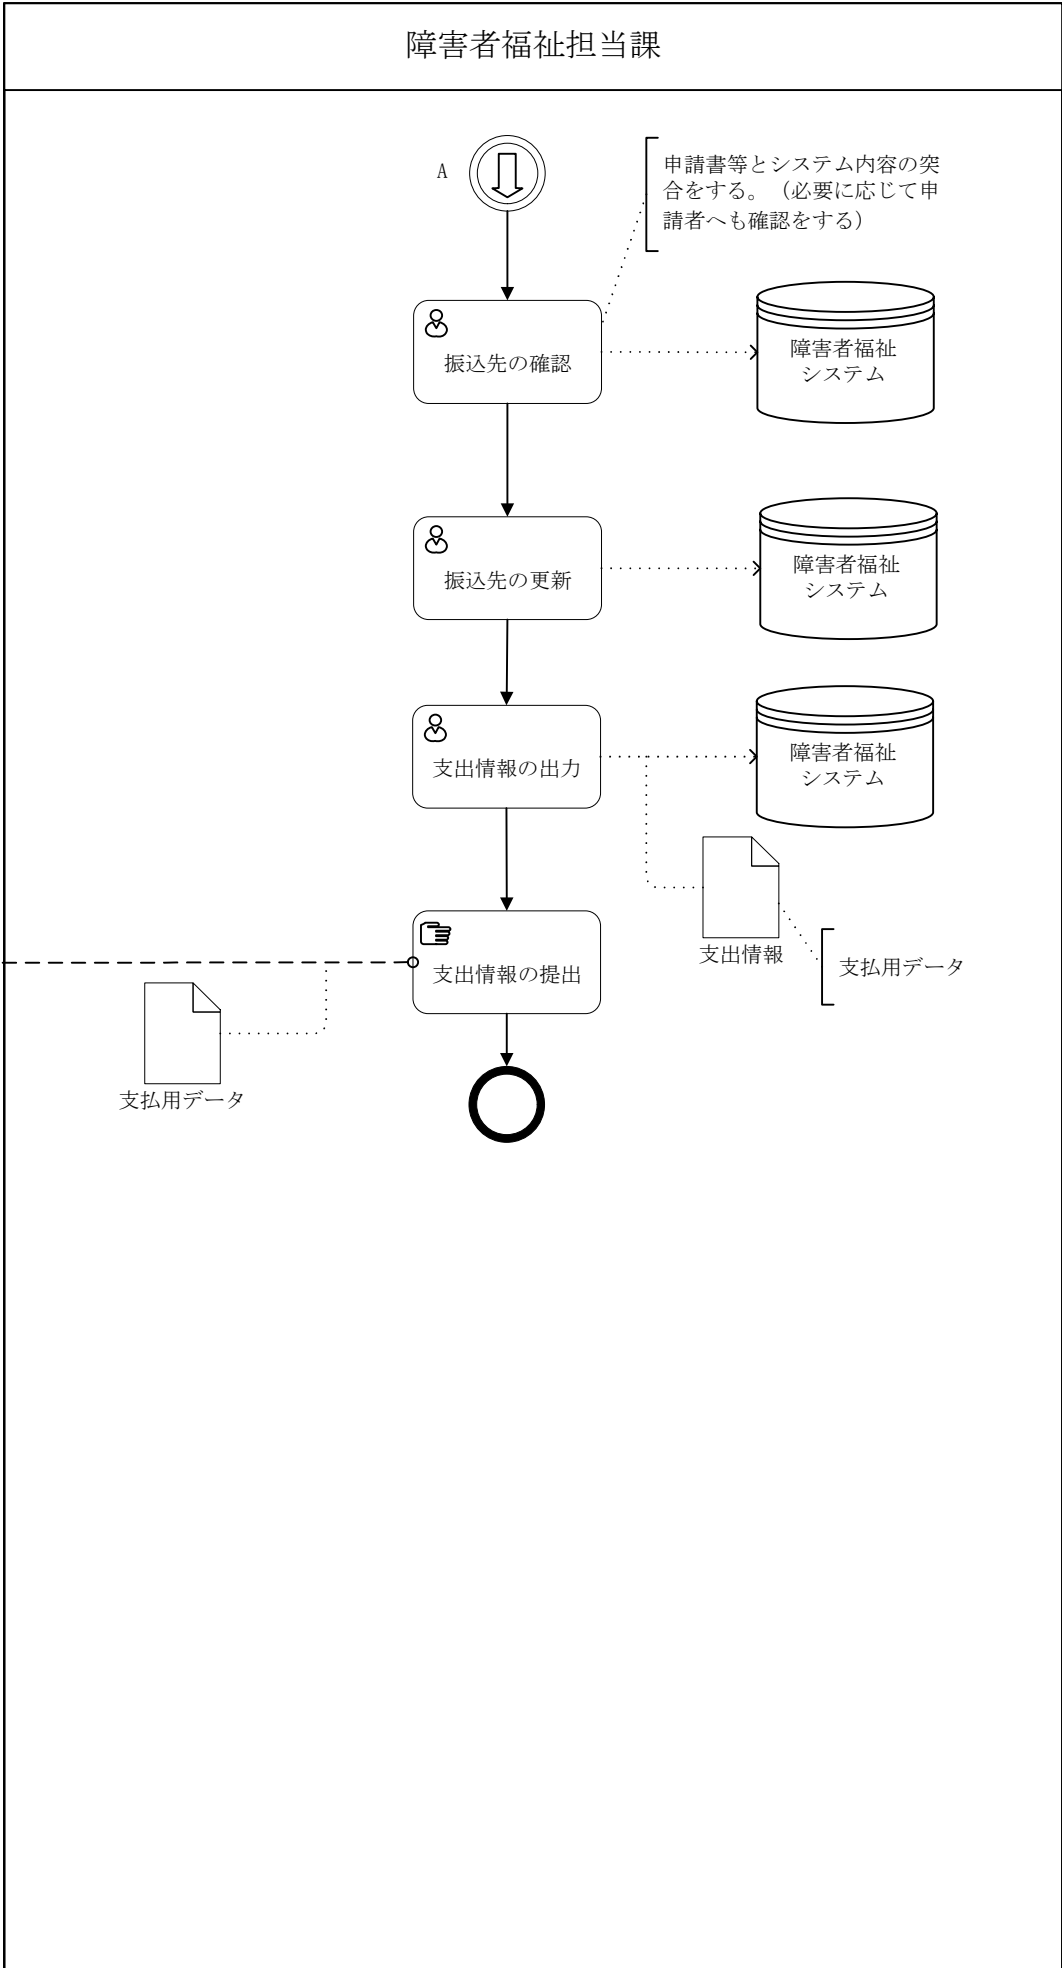 障害者福祉担当課
A
申請書等とシステム内容の突
合をする。（必要に応じて申
請者へも確認をする）
振込先の確認
障害者福祉
システム
振込先の更新
障害者福祉
システム
支出情報の出力
障害者福祉
システム
支出情報
支払用データ
支出情報の提出
支払用データ